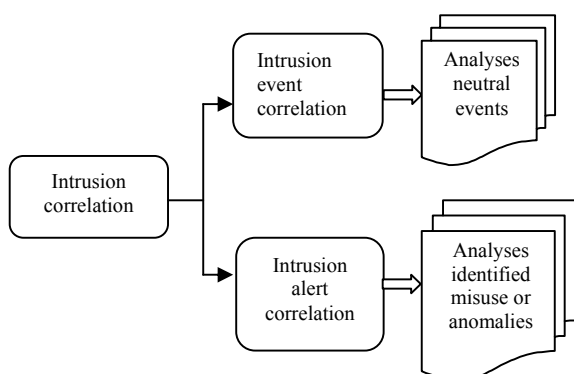 Intrusion
correlation
Intrusion
event
correlation
Analyses
neutral
events
Intrusion
alert
correlation
Analyses
identified
misuse or
anomalies